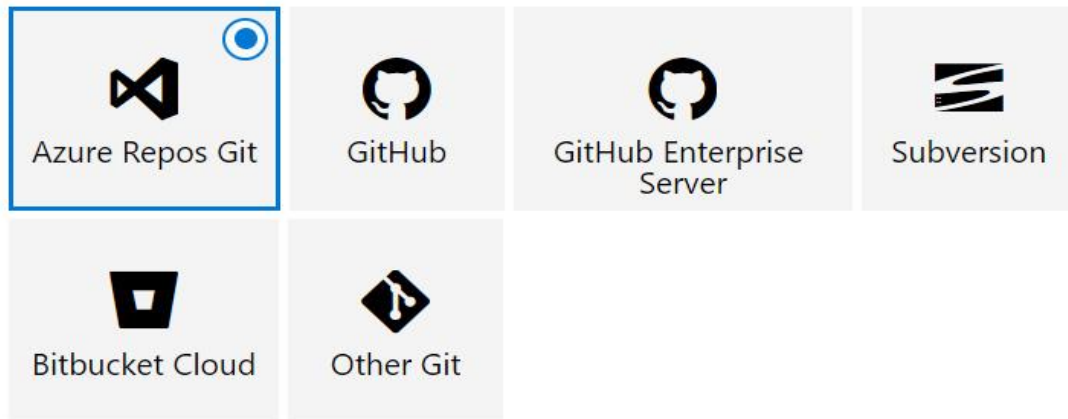 Azure Repos Git
GitHub
GitHub Enterprise
Server
Subversion
Bitbucket Cloud
Other Git